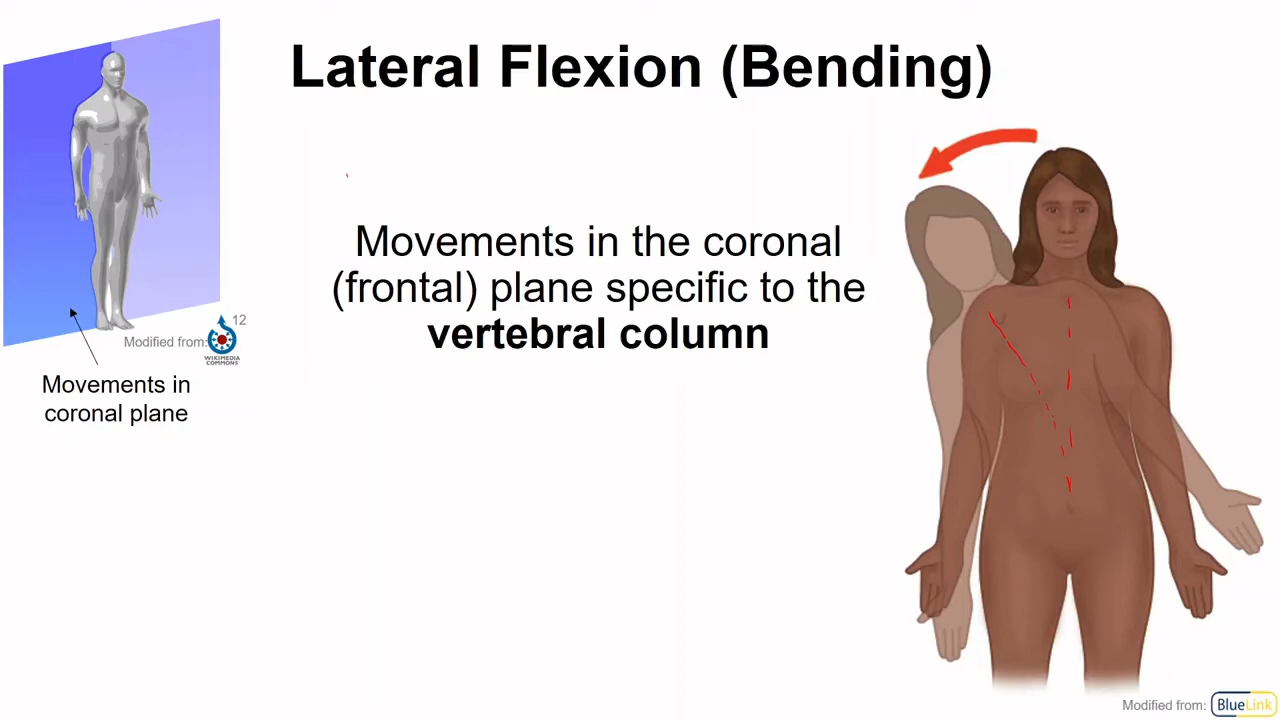 Lateral Flexion (Bending)
Movements in the coronal
(frontal) plane specific to the
vertebral column
12
Modified from:
WIKIMEDIA
COMMONS
Movements in
coronal plane
Modified from: BlueLink